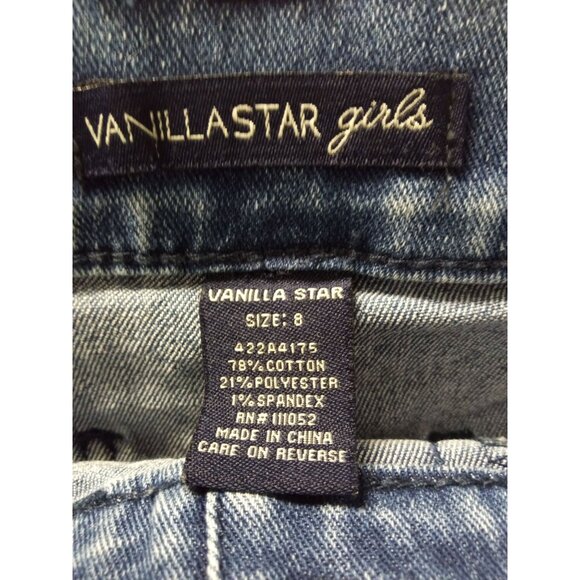 VANILLASTAR girls
VANILLA STAR
SIZE: 8
422A4175
78% COTTON
21% POLYESTER
1% SPANDEX
RN# 111052
MADE IN CHINA
CARE ON REVERSE